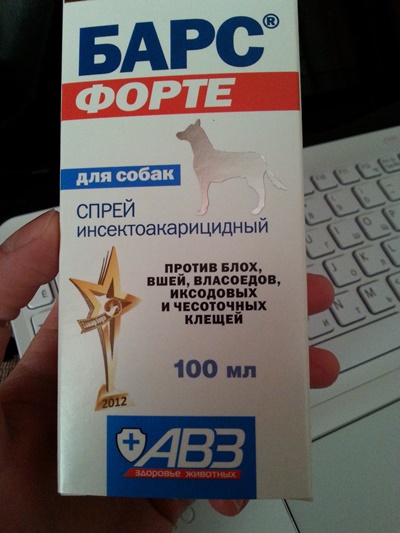 БАРС®
ФОРТЕ
для собак
СПРЕЙ
инсектоакарицидный
ПРОТИВ БЛОХ,
ВШЕЙ, ВЛАСОЕДОВ,
ИКСОДОВЫХ
И ЧЕСОТОЧНЫХ
КЛЕЩЕЙ
100 мл
2012
АВЗ
ЗДОРОВЬЕ ЖИВОТНЫХ